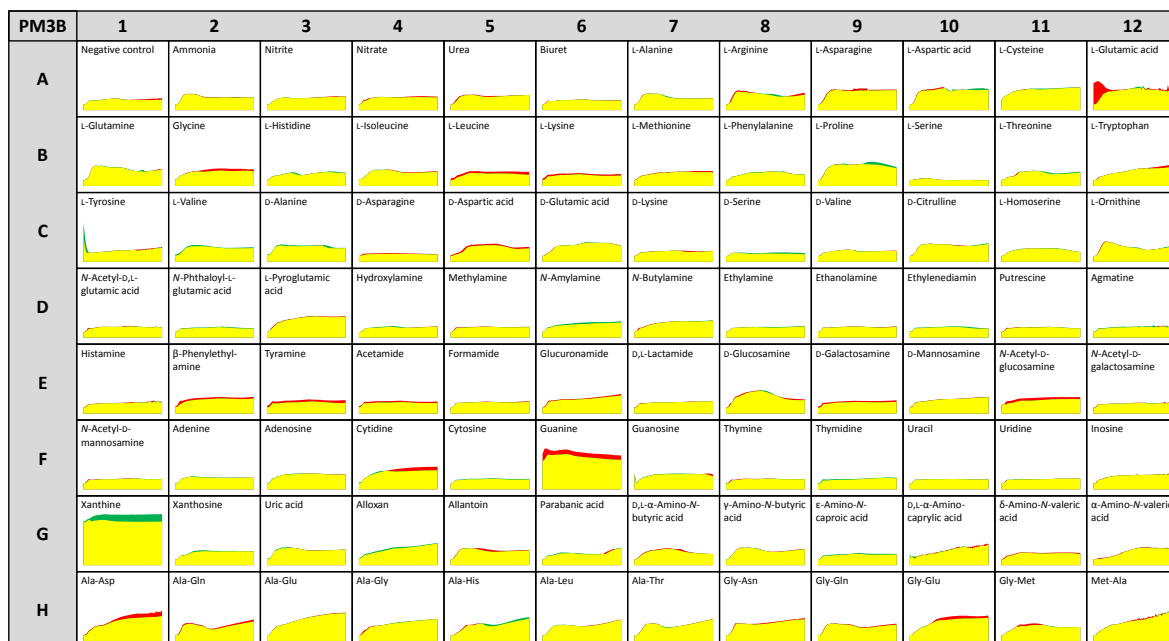 PM3B 1 2 3 4 5 6 7 8 9 10 11 12
A
Negative control Ammonia Nitrite Nitrate Urea Biuret L-Alanine L-Arginine L-Asparagine L-Aspartic acid L-Cysteine L-Glutamic acid
B
L-Glutamine Glycine L-Histidine L-Isoleucine L-Leucine L-Lysine L-Methionine L-Phenylalanine L-Proline L-Serine L-Threonine L-Tryptophan
C
L-Tyrosine L-Valine D-Alanine D-Asparagine D-Aspartic acid D-Glutamic acid D-Lysine D-Serine D-Valine D-Citrulline L-Homoserine L-Ornithine
D
N-Acetyl-D,L- N-Phthaloyl-L- L-Pyroglutamic Hydroxylamine Methylamine N-Amylamine N-Butylamine Ethylamine Ethanolamine Ethylenediamin Putrescine Agmatine
glutamic acid glutamic acid acid
E
Histamine β-Phenylethyl- Tyramine Acetamide Formamide Glucuronamide D,L-Lactamide D-Glucosamine D-Galactosamine D-Mannosamine N-Acetyl-D- N-Acetyl-D-
amine glucosamine galactosamine
F
N-Acetyl-D- Adenine Adenosine Cytidine Cytosine Guanine Guanosine Thymine Thymidine Uracil Uridine Inosine
mannosamine
G
Xanthine Xanthosine Uric acid Alloxan Allantoin Parabanic acid D,L-α-Amino-N- γ-Amino-N-butyric ε-Amino-N- D,L-α-Amino- δ-Amino-N-valeric α-Amino-N-valeric
butyric acid acid caproic acid caprylic acid acid acid
H
Ala-Asp Ala-Gln Ala-Glu Ala-Gly Ala-His Ala-Leu Ala-Thr Gly-Asn Gly-Gln Gly-Glu Gly-Met Met-Ala